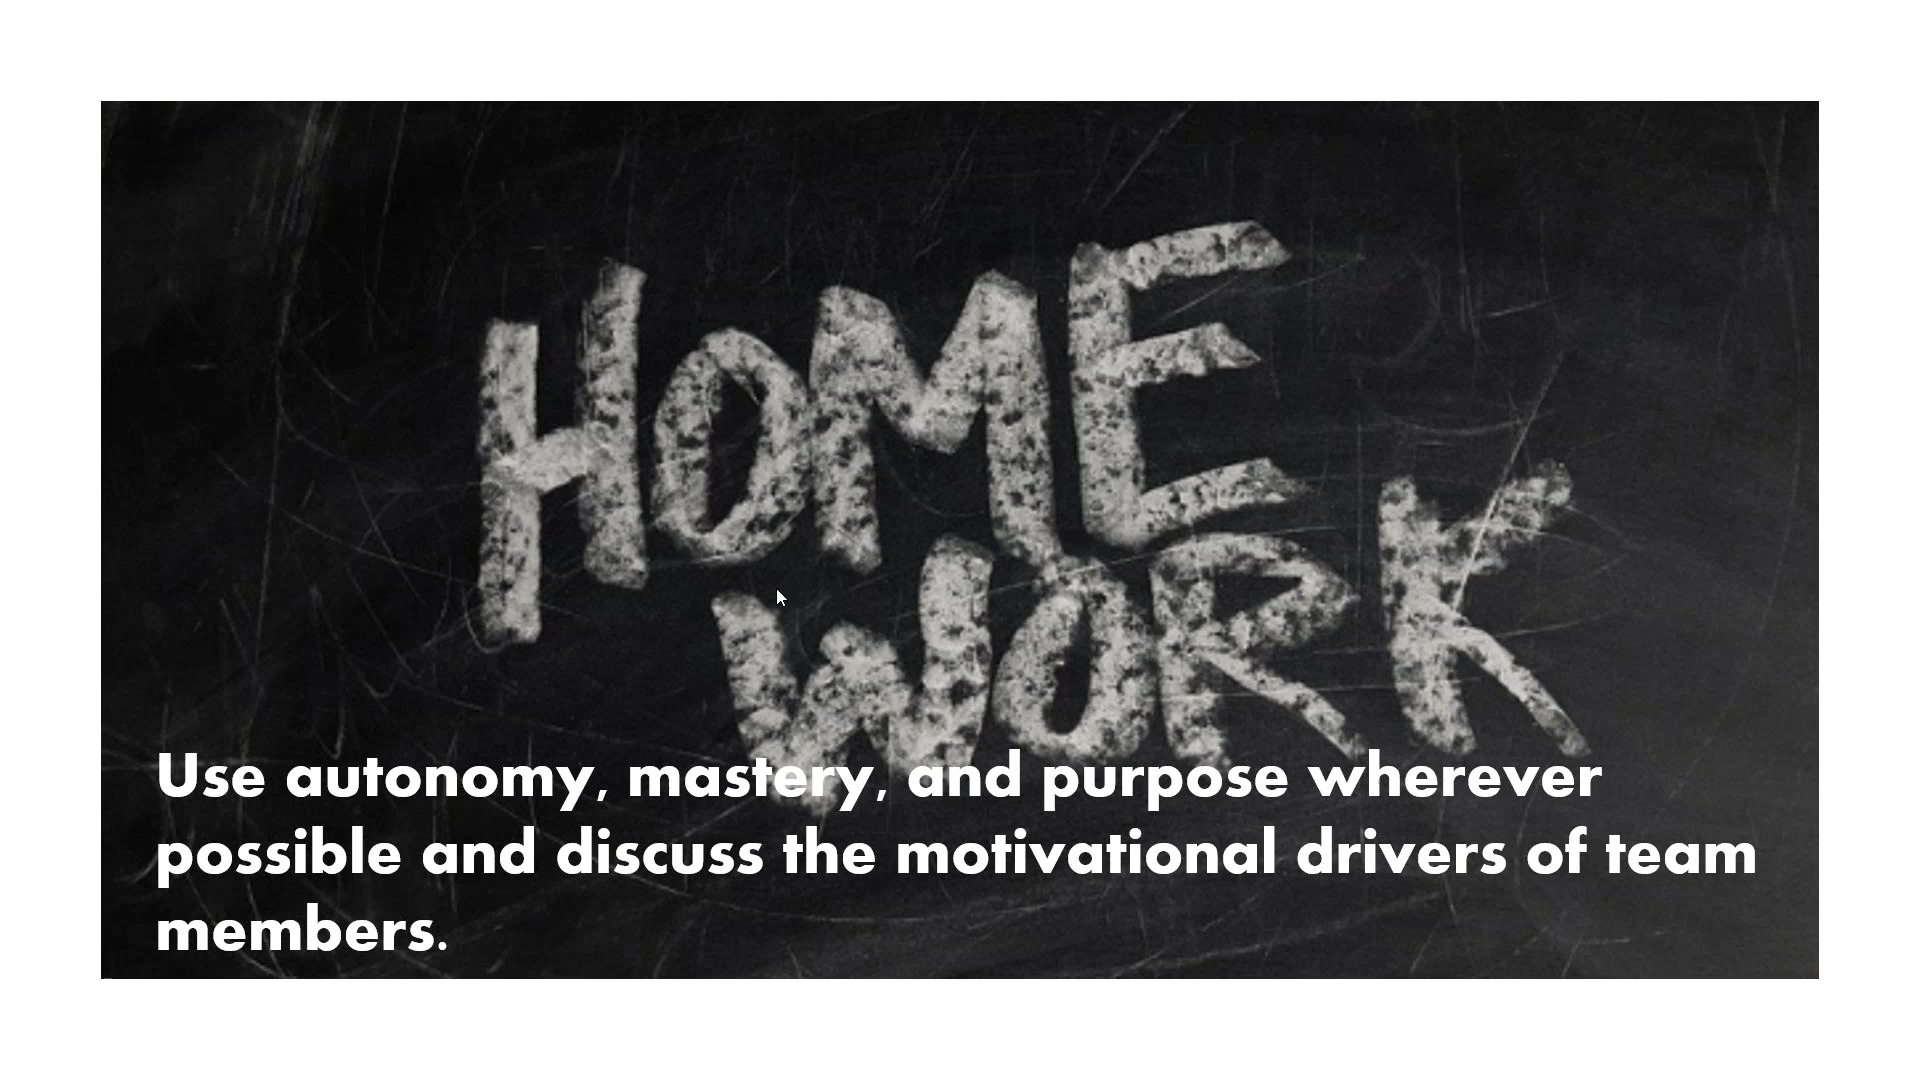 HOME
WORK
Use autonomy, mastery, and purpose wherever
possible and discuss the motivational drivers of team
members.